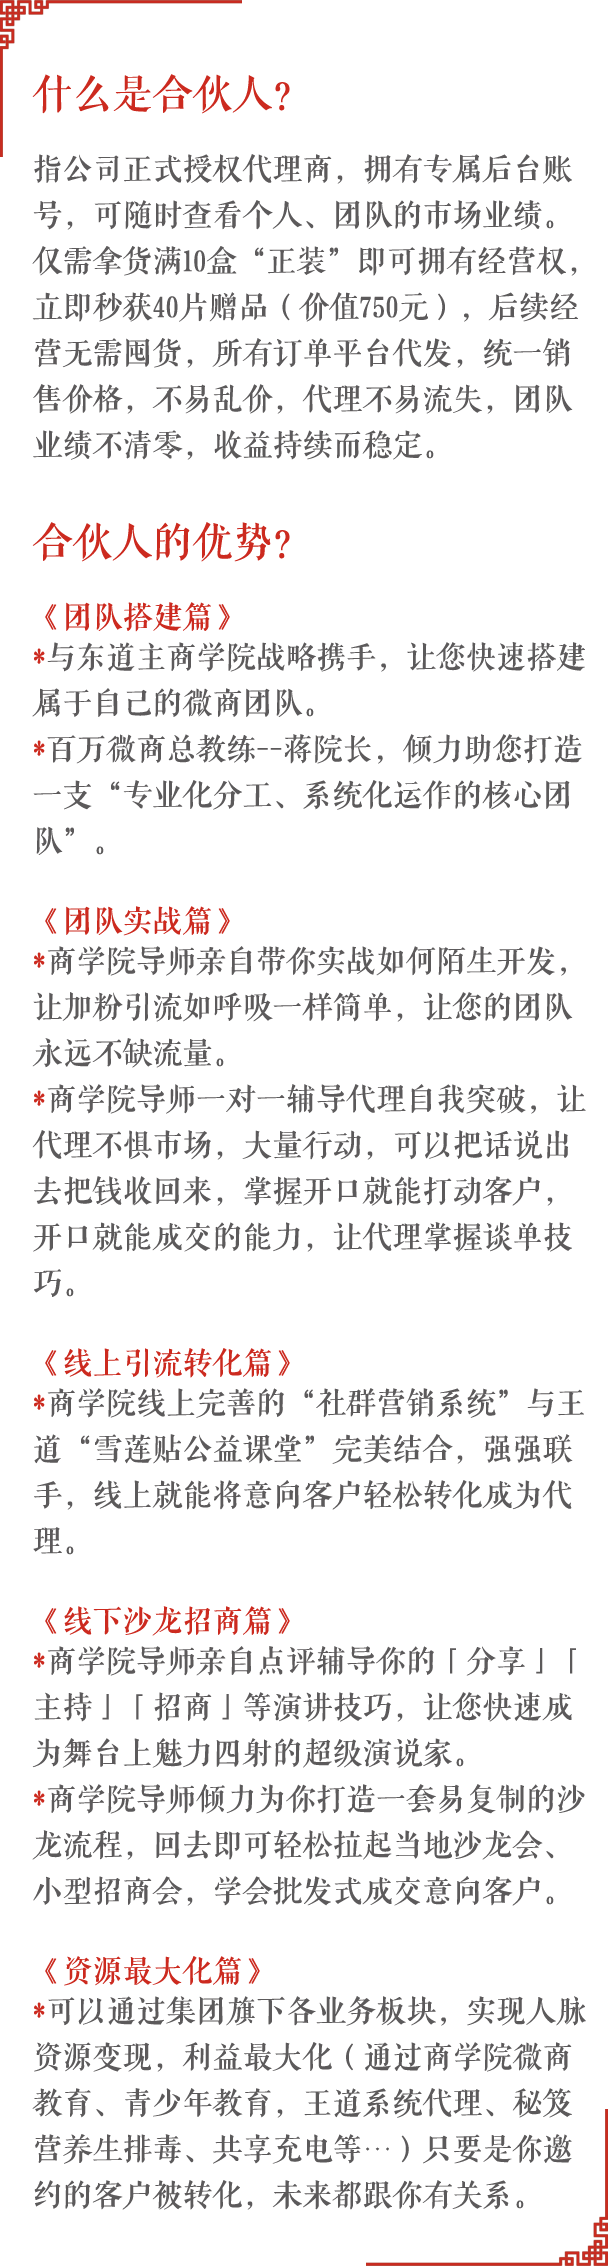 什么是合伙人?
指公司正式授权代理商，拥有专属后台账
号，可随时查看个人、团队的市场业绩。
仅需拿货满10盒“正装”即可拥有经营权，
立即秒获40片赠品（价值750元），后续经
营无需囤货，所有订单平台代发，统一销
售价格，不易乱价，代理不易流失，团队
业绩不清零，收益持续而稳定。
合伙人的优势?
《团队搭建篇》
*与东道主商学院战略携手，让您快速搭建
属于自己的微商团队。
*百万微商总教练--蒋院长，倾力助您打造
一支“专业化分工、系统化运作的核心团
队”。
《团队实战篇》
*商学院导师亲自带你实战如何陌生开发，
让加粉引流如呼吸一样简单，让您的团队
永远不缺流量。
*商学院导师一对一辅导代理自我突破，让
代理不惧市场，大量行动，可以把话说出
去把钱收回来，掌握开口就能打动客户，
开口就能成交的能力，让代理掌握谈单技
巧。
《线上引流转化篇》
*商学院线上完善的“社群营销系统”与王
道“雪莲贴公益课堂”完美结合，强强联
手，线上就能将意向客户轻松转化成为代
理。
《线下沙龙招商篇》
*商学院导师亲自点评辅导你的「分享」「
主持」「招商」等演讲技巧，让您快速成
为舞台上魅力四射的超级演说家。
*商学院导师倾力为你打造一套易复制的沙
龙流程，回去即可轻松拉起当地沙龙会、
小型招商会，学会批发式成交意向客户。
《资源最大化篇》
*可以通过集团旗下各业务板块，实现人脉
资源变现，利益最大化（通过商学院微商
教育、青少年教育，王道系统代理、秘笈
营养生排毒、共享充电等…）只要是你邀
约的客户被转化，未来都跟你有关系。